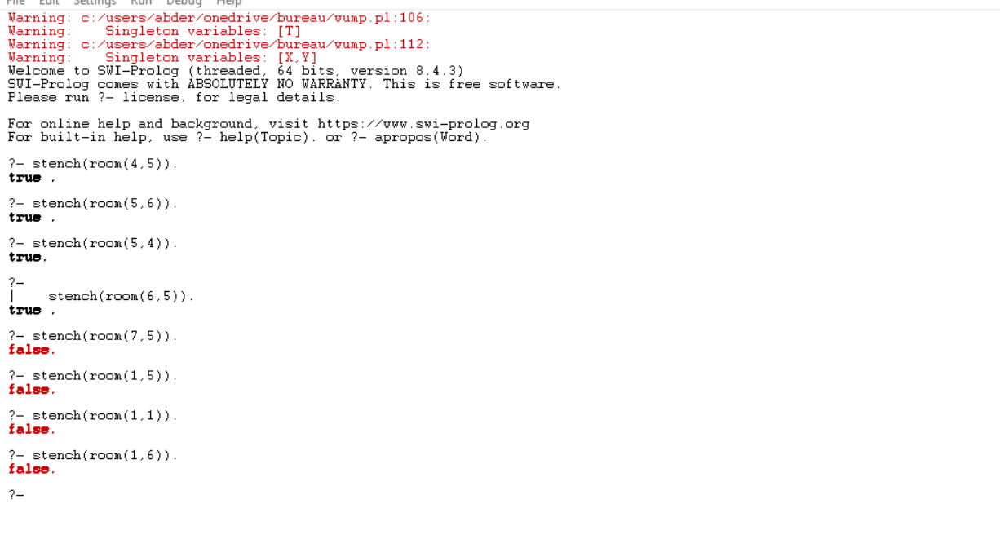 File Edit Settings Run Debug Help
Warning: c:/users/abder/onedrive/bureau/wump.pl:106:
Warning:    Singleton variables: [T]
Warning: c:/users/abder/onedrive/bureau/wump.pl:112:
Warning:    Singleton variables: [X,Y]
Welcome to SWI-Prolog (threaded, 64 bits, version 8.4.3)
SWI-Prolog comes with ABSOLUTELY NO WARRANTY. This is free software.
Please run ?- license. for legal details.
For online help and background, visit https://www.swi-prolog.org
For built-in help, use ?- help(Topic). or ?- apropos(Word).
?- stench(room(4,5)).
true .
?- stench(room(5,6)).
true .
?- stench(room(5,4)).
true.
?-
|    stench(room(6,5)).
true .
?- stench(room(7,5)).
false.
?- stench(room(1,5)).
false.
?- stench(room(1,1)).
false.
?- stench(room(1,6)).
false.
?-